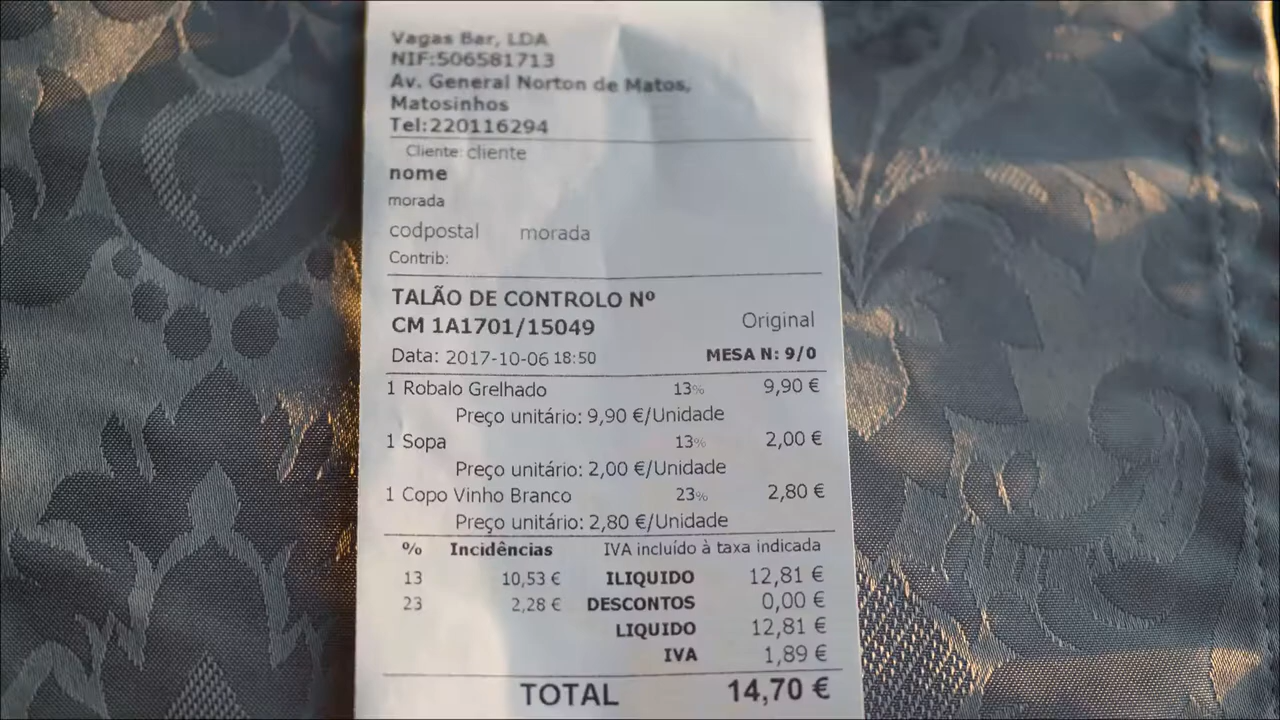 Vagas Bar, LDA
NIF:506581713
Av. General Norton de Matos,
Matosinhos
Tel:220116294
Cliente: cliente
nome
morada
codpostal morada
Contrib:
TALÃO DE CONTROLO Nº
CM 1A1701/15049 Original
Data: 2017-10-06 18:50 MESA N: 9/0
1 Robalo Grelhado 13% 9,90 €
Preço unitário: 9,90 €/Unidade
1 Sopa 13% 2,00 €
Preço unitário: 2,00 €/Unidade
1 Copo Vinho Branco 23% 2,80 €
Preço unitário: 2,80 €/Unidade
% Incidências IVA incluído à taxa indicada
13 10,53 € ILIQUIDO 12,81 €
23 2,28 € DESCONTOS 0,00 €
LIQUIDO 12,81 €
IVA 1,89 €
TOTAL 14,70 €